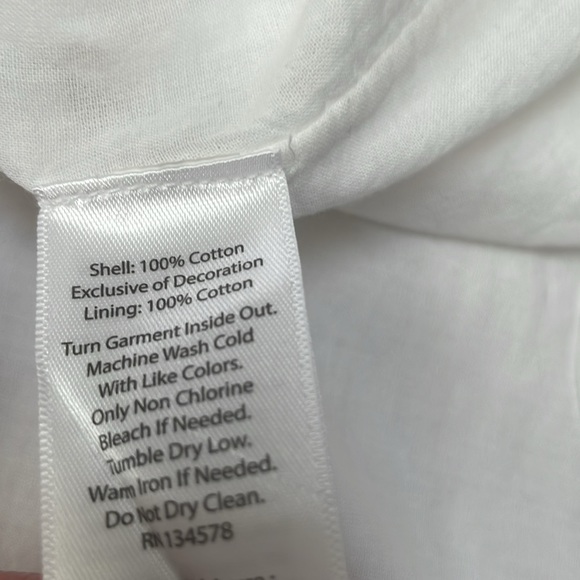 Shell: 100% Cotton
Exclusive of Decoration
Lining: 100% Cotton
Turn Garment Inside Out.
Machine Wash Cold
With Like Colors.
Only Non Chlorine
Bleach If Needed.
Tumble Dry Low.
Warm Iron If Needed.
Do Not Dry Clean.
RN134578